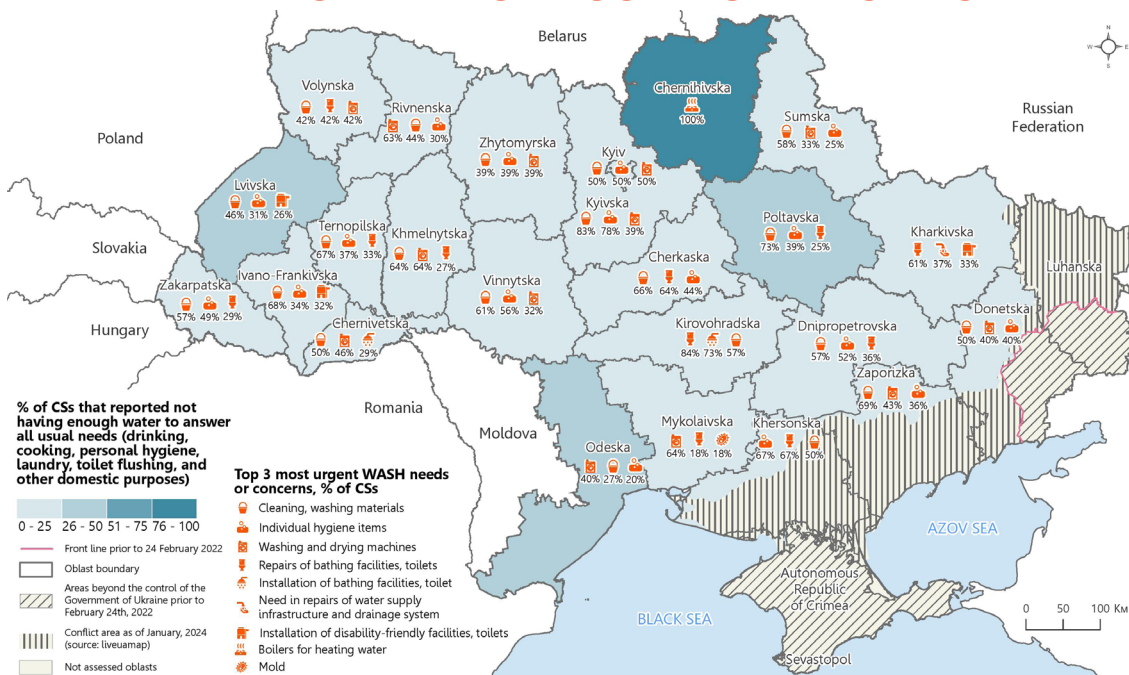 Belarus
N
W
E
S
Volynska
42% 42% 42%
Rivnenska
63% 44% 30%
Chernihivska
100%
Sumska
58% 33% 25%
Russian
Federation
Poland
Zhytomyrska
39% 39% 39%
Kyiv
50% 50% 50%
Lvivska
46% 31% 26%
Kyivska
83% 78% 39%
Poltavska
73% 39% 25%
Ternopilska
67% 37% 33%
Khmelnytska
64% 64% 27%
Kharkivska
61% 37% 33%
Slovakia
Cherkaska
66% 64% 44%
Luhanska
Ivano-Frankivska
68% 34% 32%
Vinnytska
61% 56% 32%
Zakarpatska
57% 49% 29%
Hungary
Chernivetska
50% 46% 29%
Kirovohradska
84% 73% 57%
Dnipropetrovska
57% 52% 36%
Donetska
50% 40% 40%
Zaporizka
69% 43% 36%
Romania
Moldova
Odeska
40% 27% 20%
Mykolaivska
64% 18% 18%
Khersonska
67% 67% 50%
AZOV SEA
Autonomous
Republic
of Crimea
BLACK SEA
Sevastopol
0 50 100 Км
% of CSs that reported not
having enough water to answer
all usual needs (drinking,
cooking, personal hygiene,
laundry, toilet flushing, and
other domestic purposes)
0 - 25 26 - 50 51 - 75 76 - 100
Front line prior to 24 February 2022
Oblast boundary
Areas beyond the control of the
Government of Ukraine prior to
February 24th, 2022
Conflict area as of January, 2024
(source: liveuamap)
Not assessed oblasts
Top 3 most urgent WASH needs
or concerns, % of CSs
Cleaning, washing materials
Individual hygiene items
Washing and drying machines
Repairs of bathing facilities, toilets
Installation of bathing facilities, toilet
Need in repairs of water supply
infrastructure and drainage system
Installation of disability-friendly facilities, toilets
Boilers for heating water
Mold